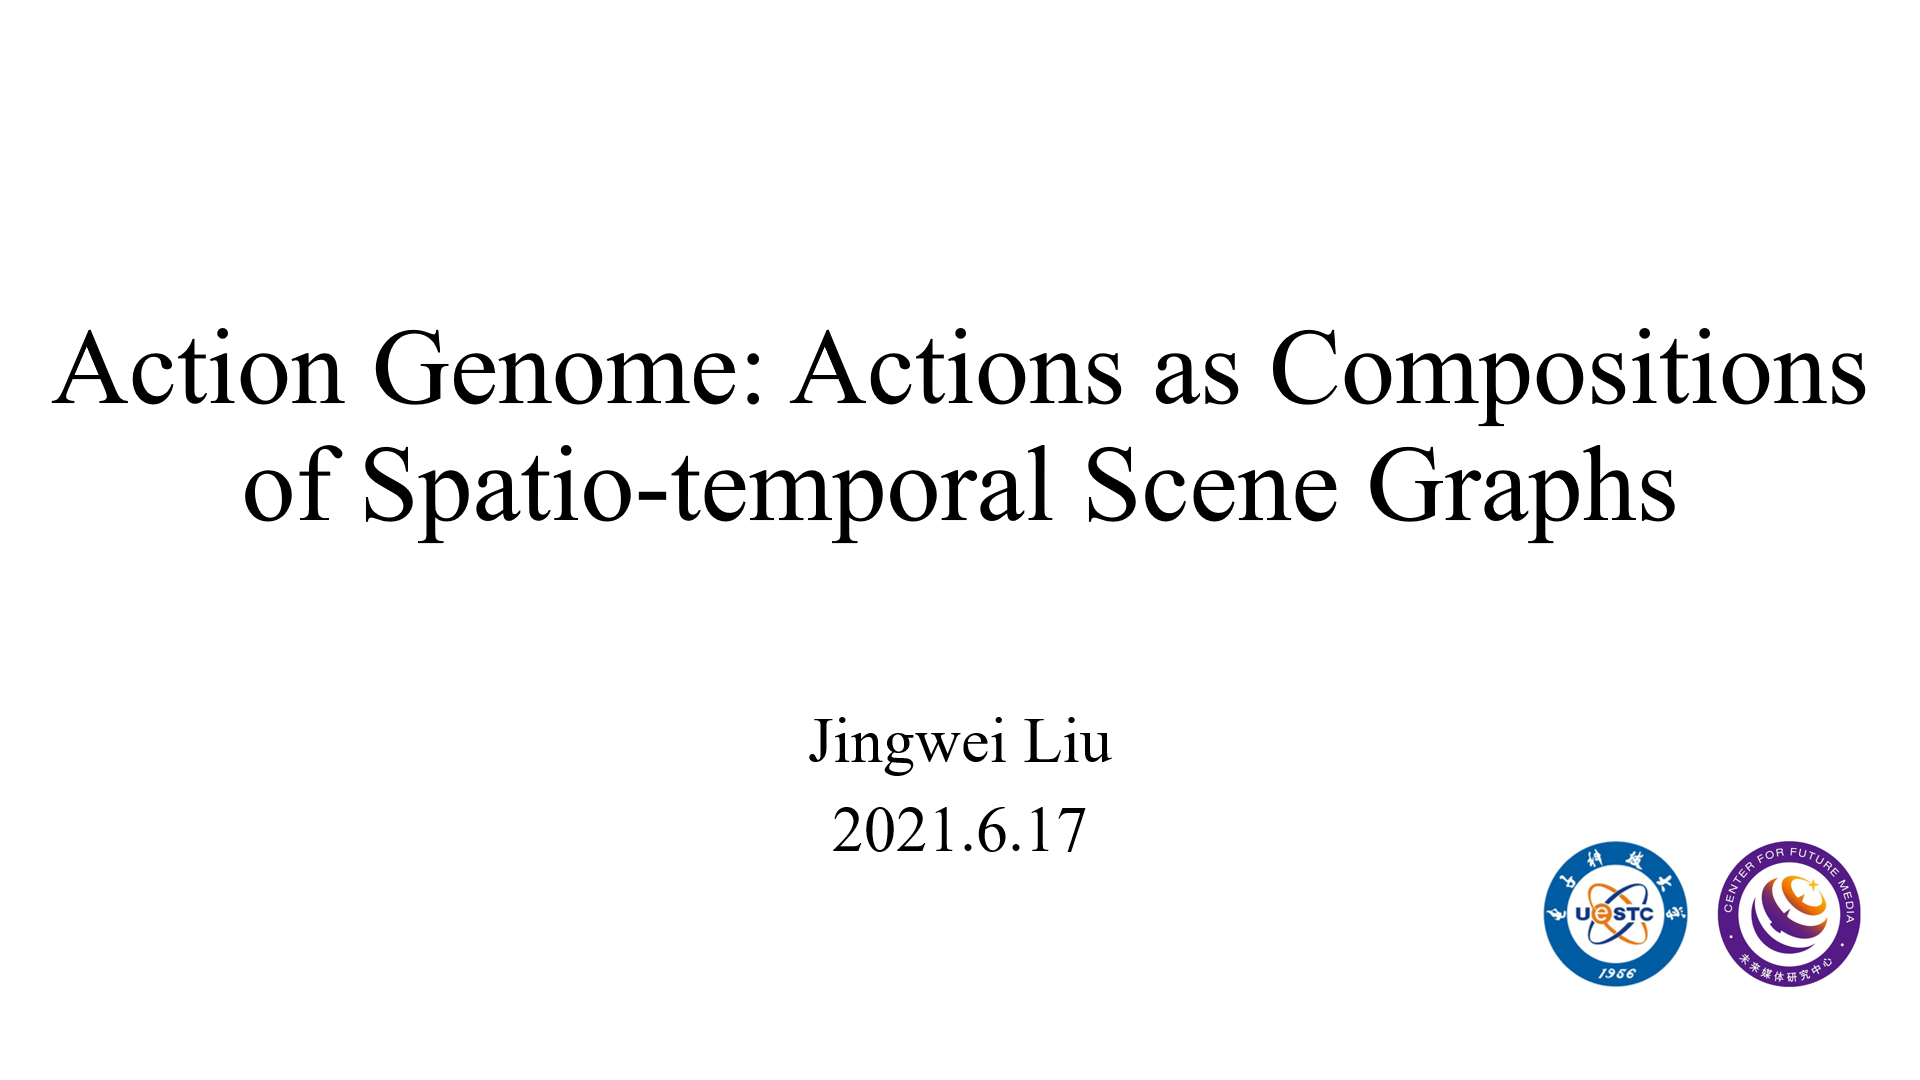 Action Genome: Actions as Compositions
of Spatio-temporal Scene Graphs
Jingwei Liu
2021.6.17
电子科技大学
UeSTC
1956
CENTER FOR FUTURE MEDIA
未来媒体研究中心